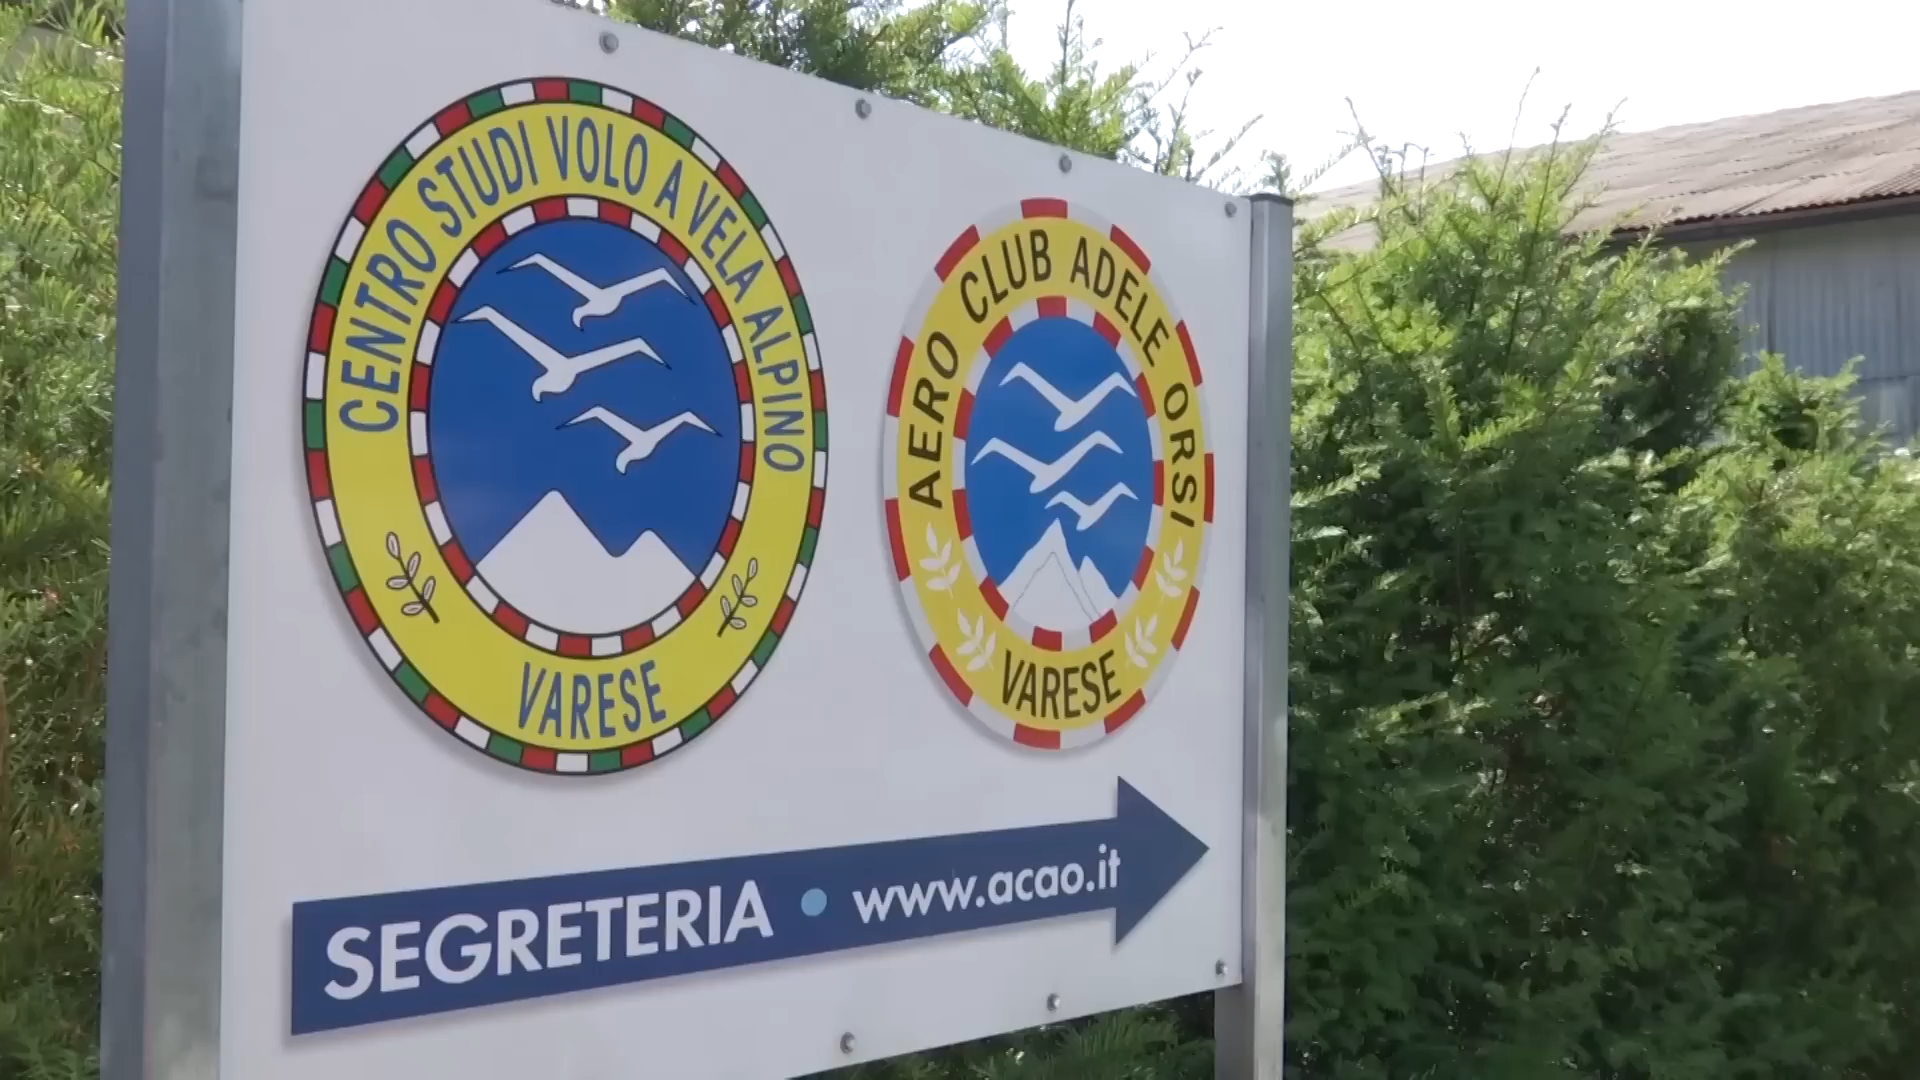 CENTRO STUDI VOLO A VELA ALPINO
VARESE
AERO CLUB ADELE ORSI
VARESE
SEGRETERIA • www.acao.it